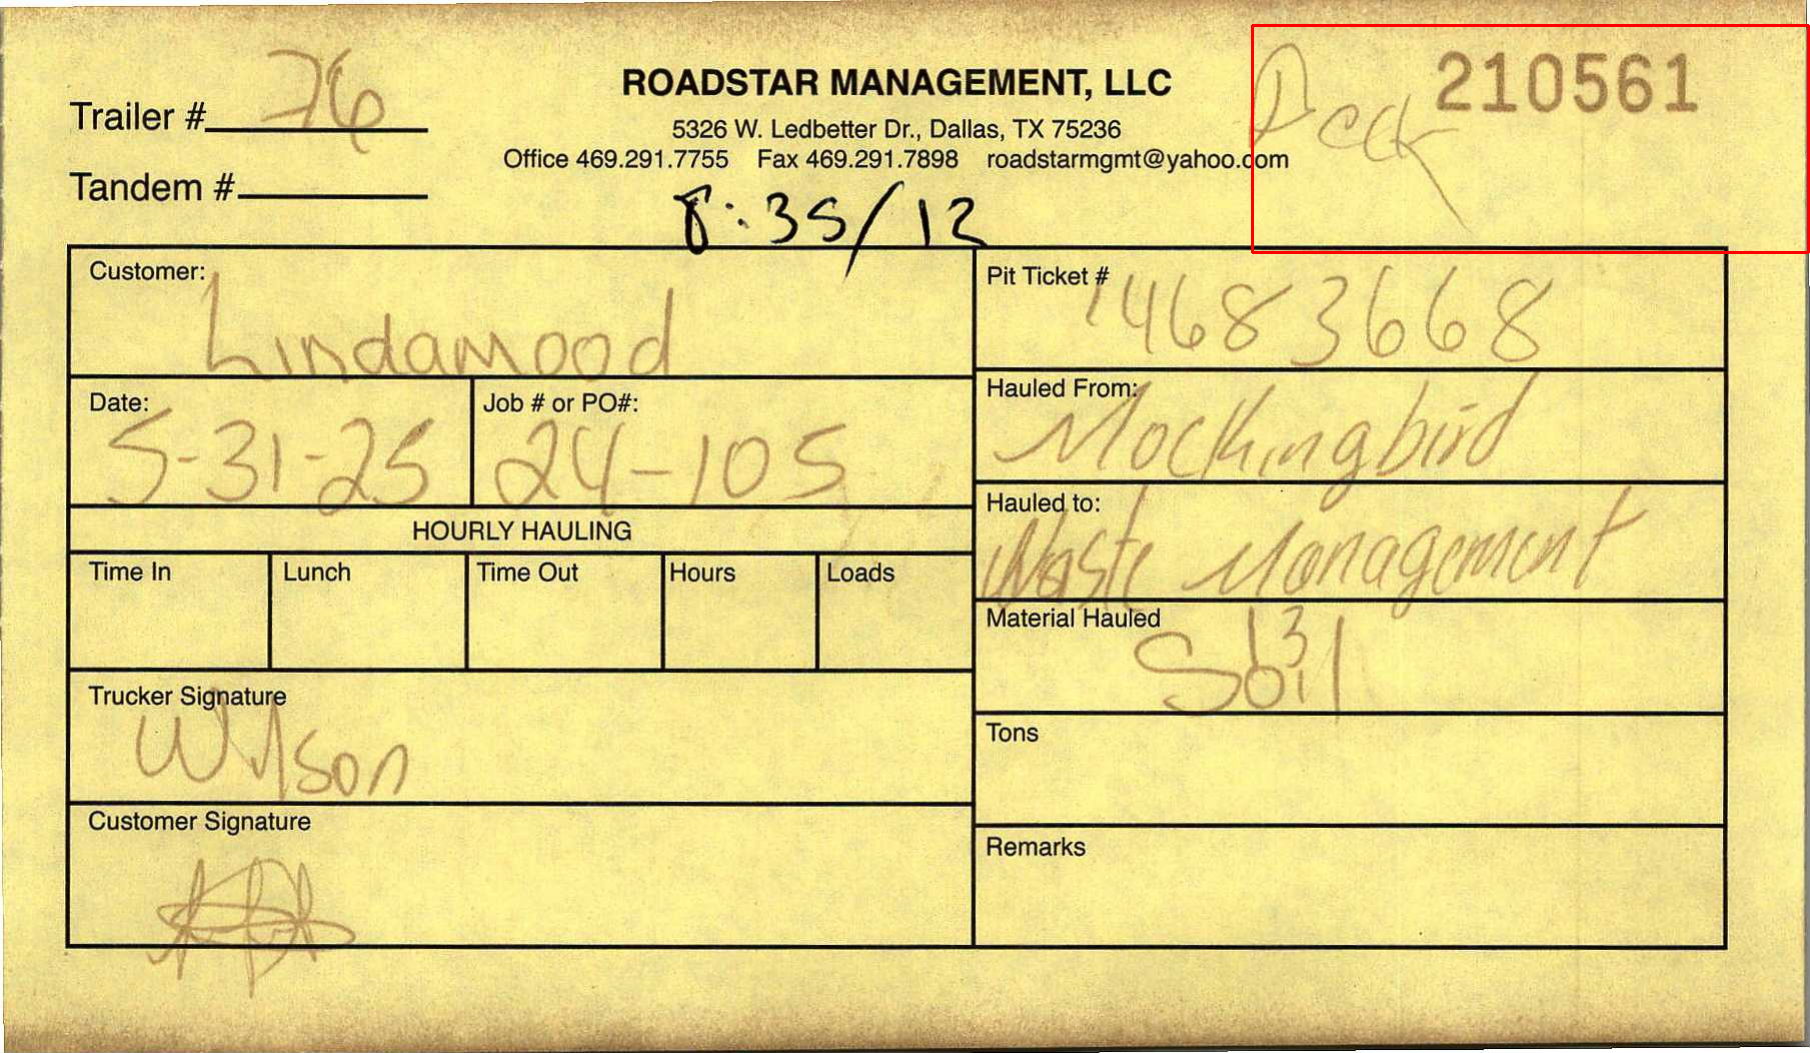 Trailer # 76
ROADSTAR MANAGEMENT, LLC
210561
5326 W. Ledbetter Dr., Dallas, TX 75236
Office 469.291.7755 Fax 469.291.7898 roadstarmgmt@yahoo.com
Tandem #
8:35/12
Customer:
Lindamood
Pit Ticket #
14683668
Date:
5-31-25
Job # or PO#:
24-105
Hauled From:
Mockingbird
Hauled to:
Waste Management
HOURLY HAULING
Time In Lunch Time Out Hours Loads
Material Hauled
13
Soil
Trucker Signature
Wilson
Tons
Customer Signature
Remarks